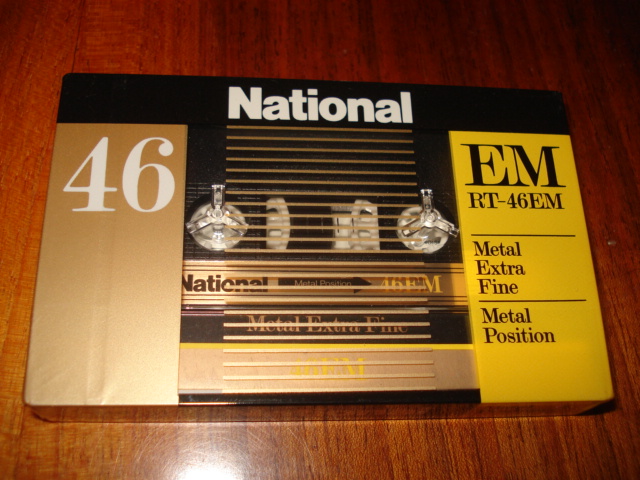 National
46
EM
RT-46EM
Metal
Extra
Fine
Metal
Position
National Metal Position 46EM
Metal Extra Fine
46EM